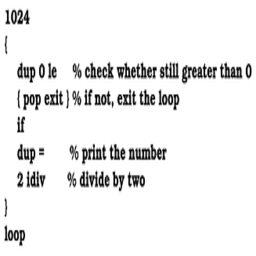 1024
{
dup 0 le % check whether still greater than 0
{ pop exit } % if not, exit the loop
if
dup = % print the number
2 idiv % divide by two
}
loop